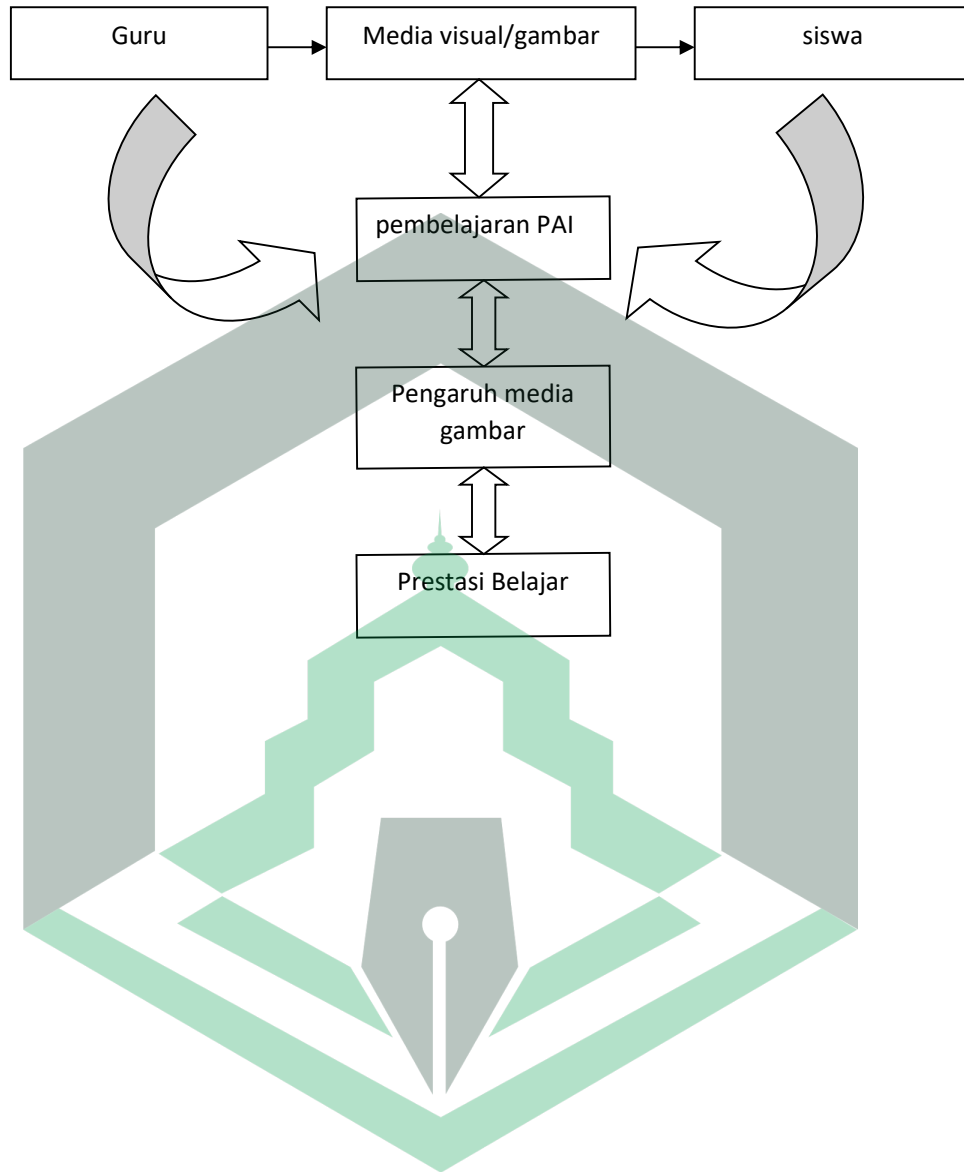 Guru
Media visual/gambar
siswa
pembelajaran PAI
Pengaruh media
gambar
Prestasi Belajar